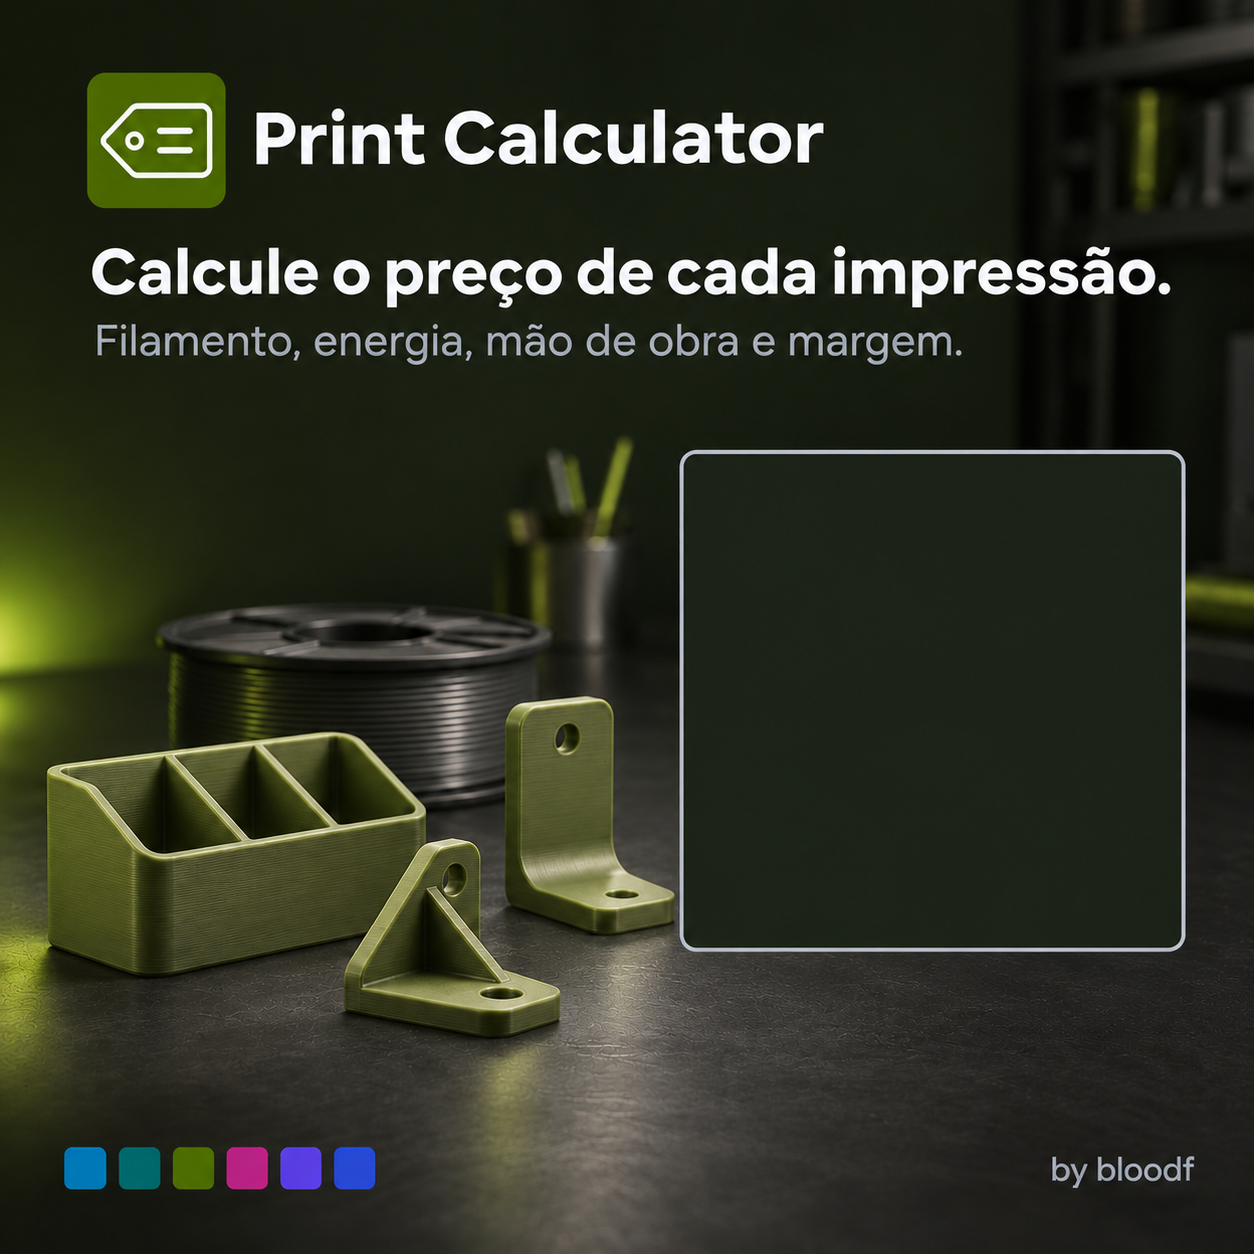 Print Calculator
Calcule o preço de cada impressão.
Filamento, energia, mão de obra e margem.
by bloodf